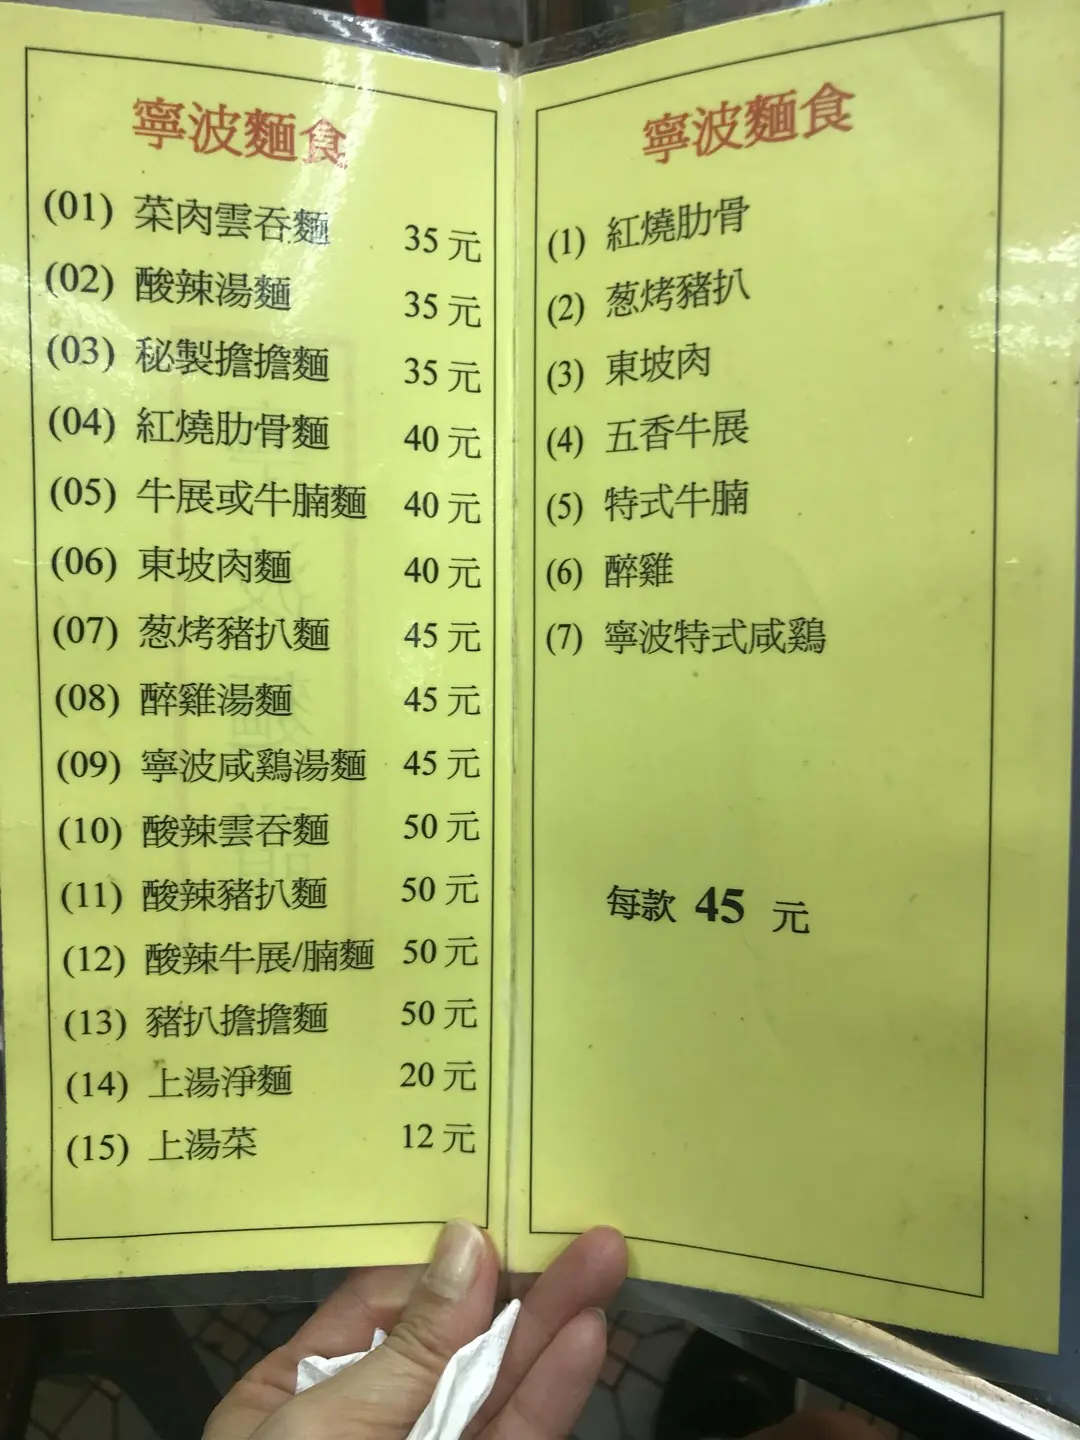 寧波麵食
(01) 菜肉雲吞麵 35元
(02) 酸辣湯麵 35元
(03) 秘製擔擔麵 35元
(04) 紅燒肋骨麵 40元
(05) 牛展或牛腩麵 40元
(06) 東坡肉麵 40元
(07) 葱烤豬扒麵 45元
(08) 醉雞湯麵 45元
(09) 寧波咸鷄湯麵 45元
(10) 酸辣雲吞麵 50元
(11) 酸辣豬扒麵 50元
(12) 酸辣牛展/腩麵 50元
(13) 豬扒擔擔麵 50元
(14) 上湯淨麵 20元
(15) 上湯菜 12元
寧波麵食
(1) 紅燒肋骨
(2) 葱烤豬扒
(3) 東坡肉
(4) 五香牛展
(5) 特式牛腩
(6) 醉雞
(7) 寧波特式咸鷄
每款 45 元